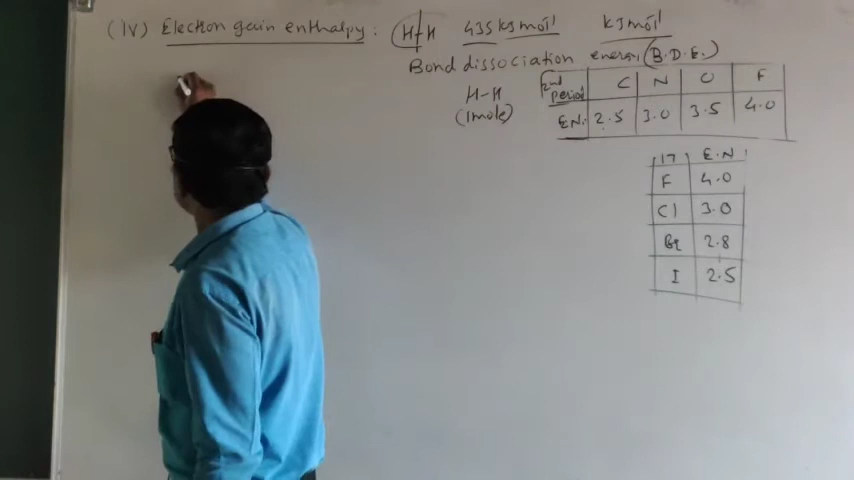 (IV) Electron gain enthalpy : H-H 435 kJ mol⁻¹ kJ mol⁻¹
Bond dissociation energy (B.D.E.)
H-H
(1mole)
2nd period C N O F
E.N. 2.5 3.0 3.5 4.0
17 E.N
F 4.0
Cl 3.0
Br 2.8
I 2.5